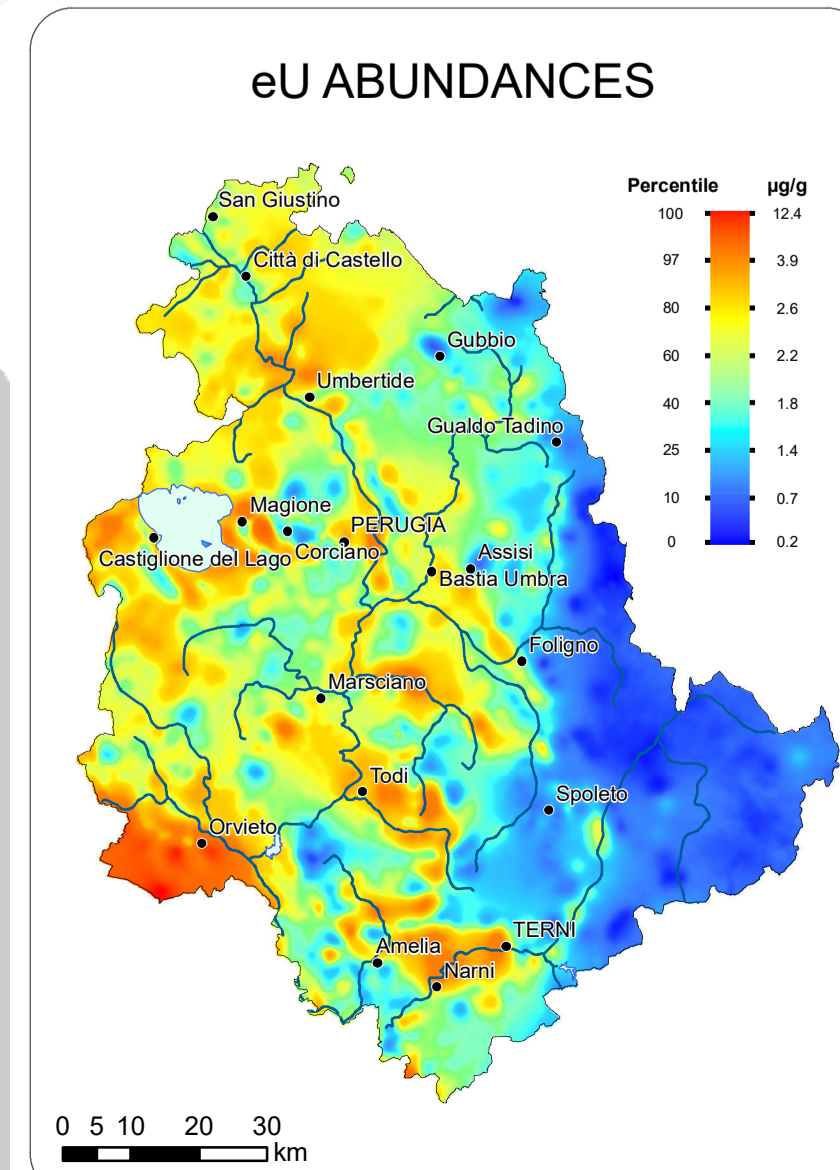 eU ABUNDANCES
Percentile µg/g
100 12.4
97 3.9
80 2.6
60 2.2
40 1.8
25 1.4
10 0.7
0 0.2
San Giustino
Città di Castello
Gubbio
Umbertide
Gualdo Tadino
Magione
PERUGIA
Corciano
Castiglione del Lago
Assisi
Bastia Umbra
Foligno
Marsciano
Todi
Spoleto
Orvieto
TERNI
Amelia
Narni
0 5 10 20 30
km